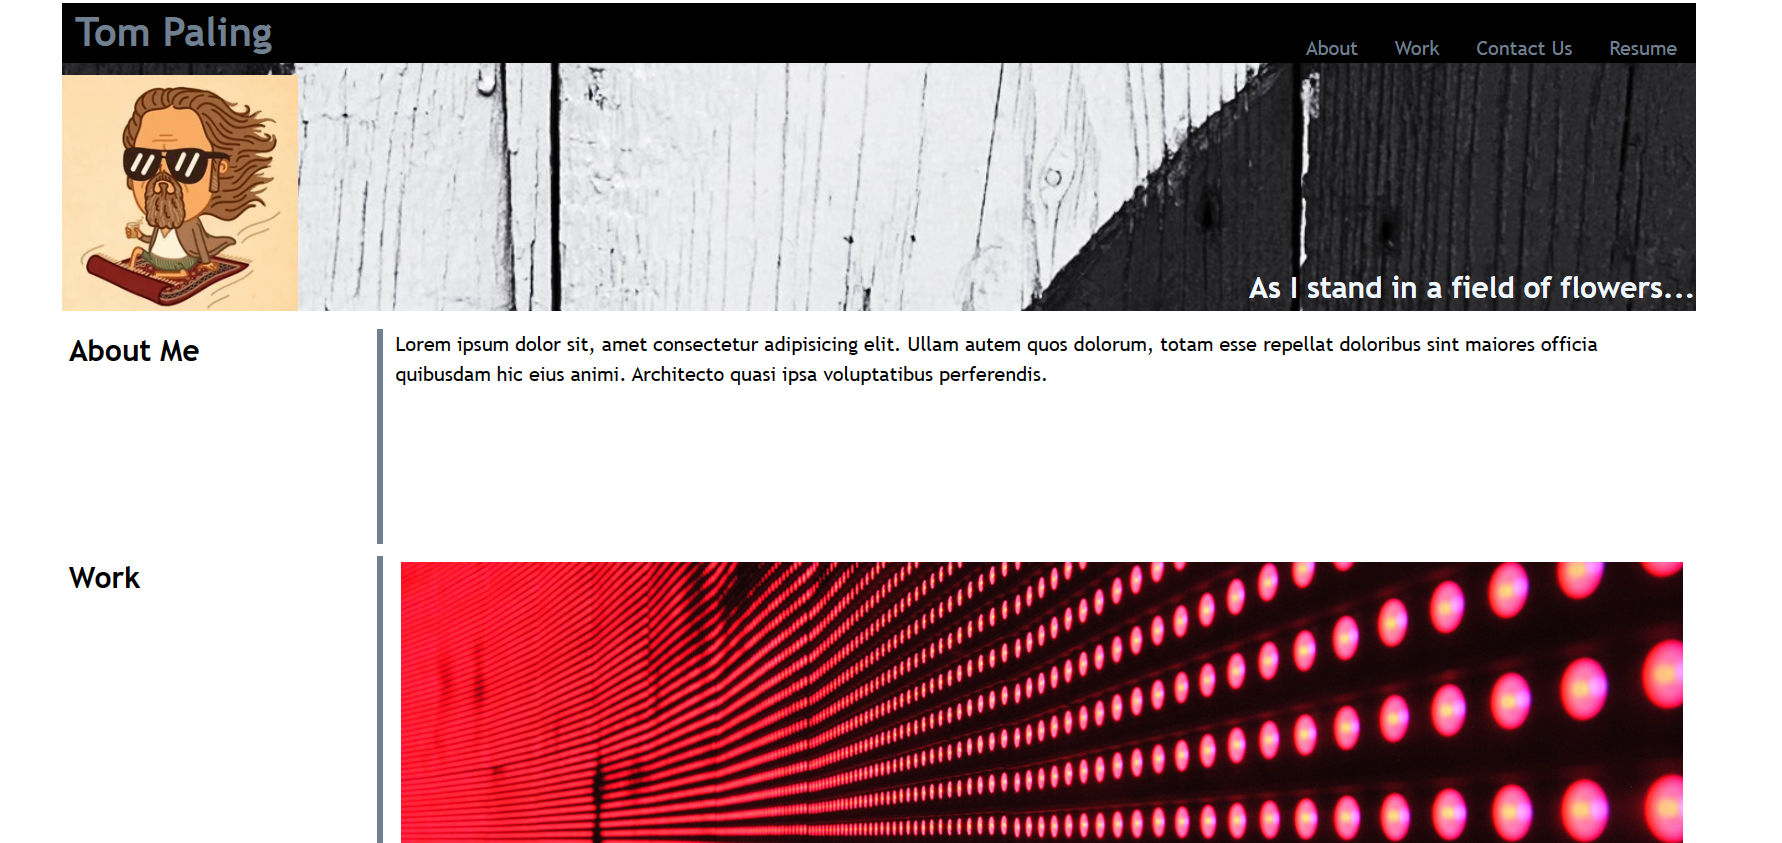 Tom Paling
About Work Contact Us Resume
As I stand in a field of flowers...
About Me
Lorem ipsum dolor sit, amet consectetur adipisicing elit. Ullam autem quos dolorum, totam esse repellat doloribus sint maiores officia
quibusdam hic eius animi. Architecto quasi ipsa voluptatibus perferendis.
Work